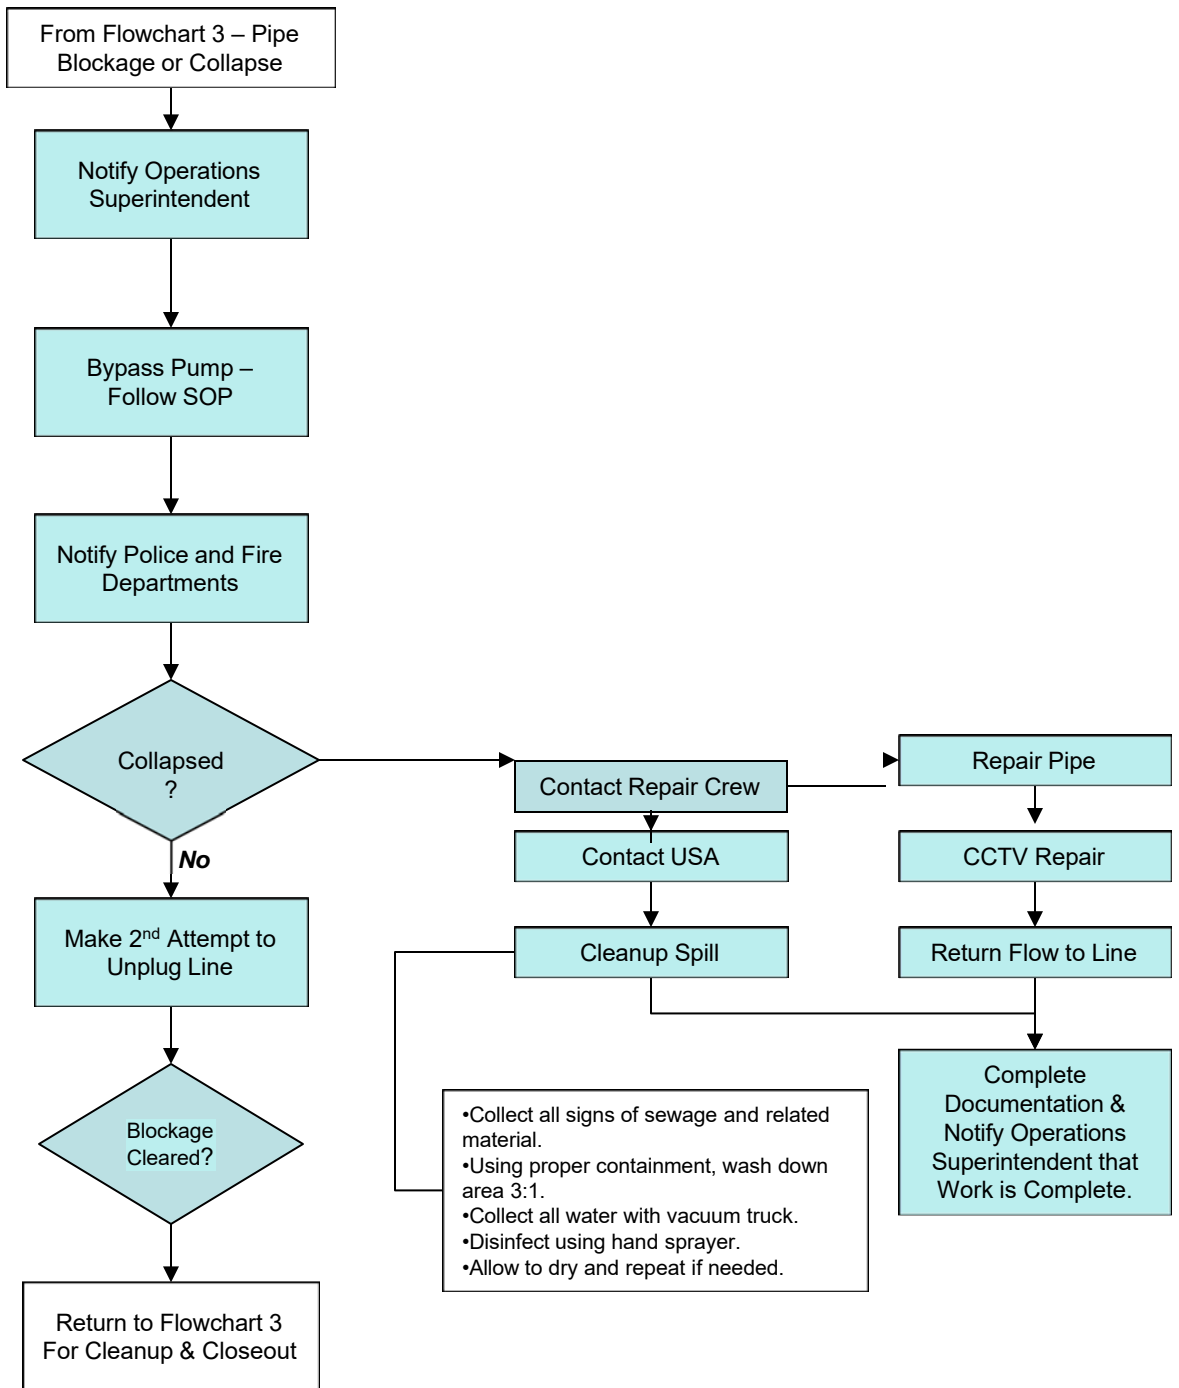 From Flowchart 3 – Pipe
Blockage or Collapse
Notify Operations
Superintendent
Bypass Pump –
Follow SOP
Notify Police and Fire
Departments
Collapsed
?
No
Make 2nd Attempt to
Unplug Line
Blockage
Cleared?
Return to Flowchart 3
For Cleanup & Closeout
Contact Repair Crew
Contact USA
Cleanup Spill
•Collect all signs of sewage and related
material.
•Using proper containment, wash down
area 3:1.
•Collect all water with vacuum truck.
•Disinfect using hand sprayer.
•Allow to dry and repeat if needed.
Repair Pipe
CCTV Repair
Return Flow to Line
Complete
Documentation &
Notify Operations
Superintendent that
Work is Complete.